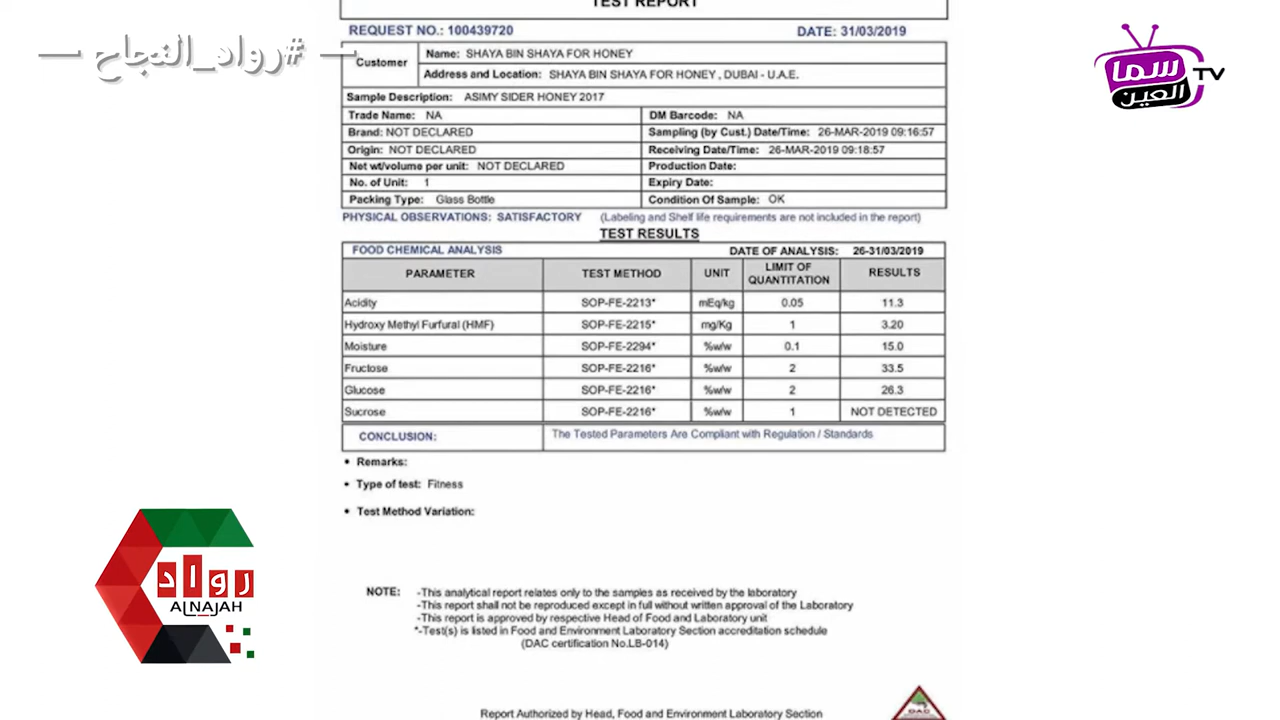 TEST REPORT
REQUEST NO.: 100439720 DATE: 31/03/2019
— #رواد_النجاح —
سما العين TV
Customer Name: SHAYA BIN SHAYA FOR HONEY
Address and Location: SHAYA BIN SHAYA FOR HONEY , DUBAI - U.A.E.
Sample Description: ASIMY SIDER HONEY 2017
Trade Name: NA DM Barcode: NA
Brand: NOT DECLARED Sampling (by Cust.) Date/Time: 26-MAR-2019 09:16:57
Origin: NOT DECLARED Receiving Date/Time: 26-MAR-2019 09:18:57
Net wt/volume per unit: NOT DECLARED Production Date:
No. of Unit: 1 Expiry Date:
Packing Type: Glass Bottle Condition Of Sample: OK
PHYSICAL OBSERVATIONS: SATISFACTORY (Labeling and Shelf life requirements are not included in the report)
TEST RESULTS
FOOD CHEMICAL ANALYSIS DATE OF ANALYSIS: 26-31/03/2019
PARAMETER TEST METHOD UNIT LIMIT OF QUANTITATION RESULTS
Acidity SOP-FE-2213* mEq/kg 0.05 11.3
Hydroxy Methyl Furfural (HMF) SOP-FE-2215* mg/Kg 1 3.20
Moisture SOP-FE-2294* %w/w 0.1 15.0
Fructose SOP-FE-2216* %w/w 2 33.5
Glucose SOP-FE-2216* %w/w 2 26.3
Sucrose SOP-FE-2216* %w/w 1 NOT DETECTED
CONCLUSION: The Tested Parameters Are Compliant with Regulation / Standards
• Remarks:
• Type of test: Fitness
• Test Method Variation:
رواد
ALNAJAH
NOTE: -This analytical report relates only to the samples as received by the laboratory
-This report shall not be reproduced except in full without written approval of the Laboratory
-This report is approved by respective Head of Food and Laboratory unit
*-Test(s) is listed in Food and Environment Laboratory Section accreditation schedule
(DAC certification No.LB-014)
DAC
Report Authorized by Head, Food and Environment Laboratory Section